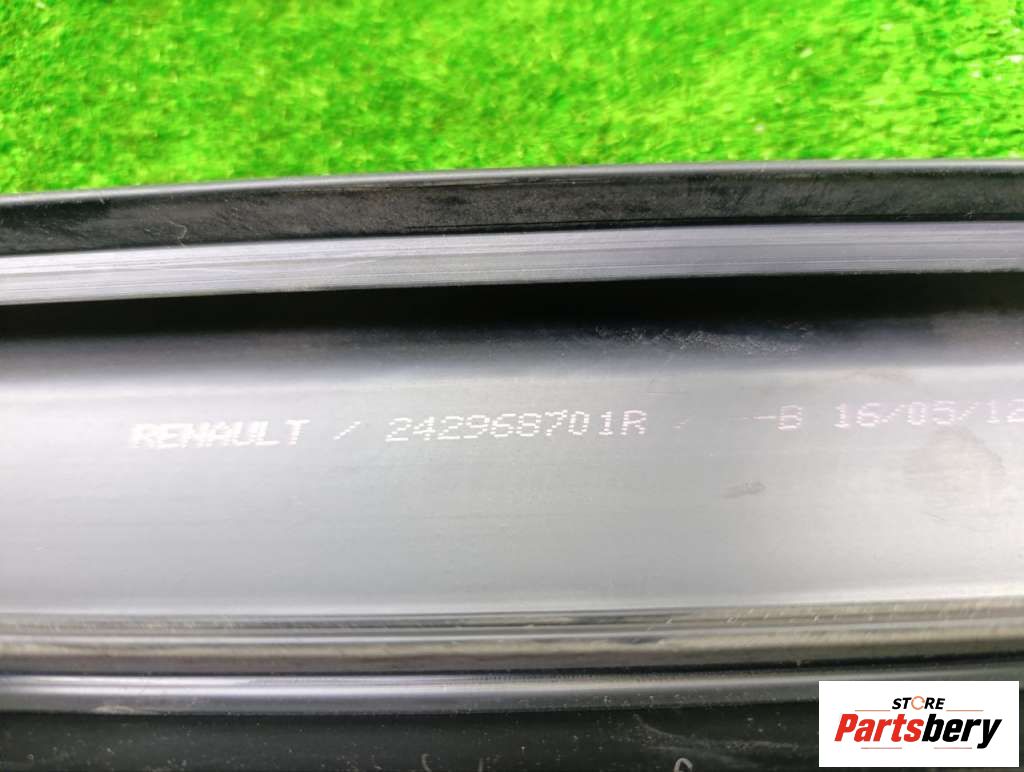 RENAULT / 242968701R / -B 16/05/12
STORE
Partsbery